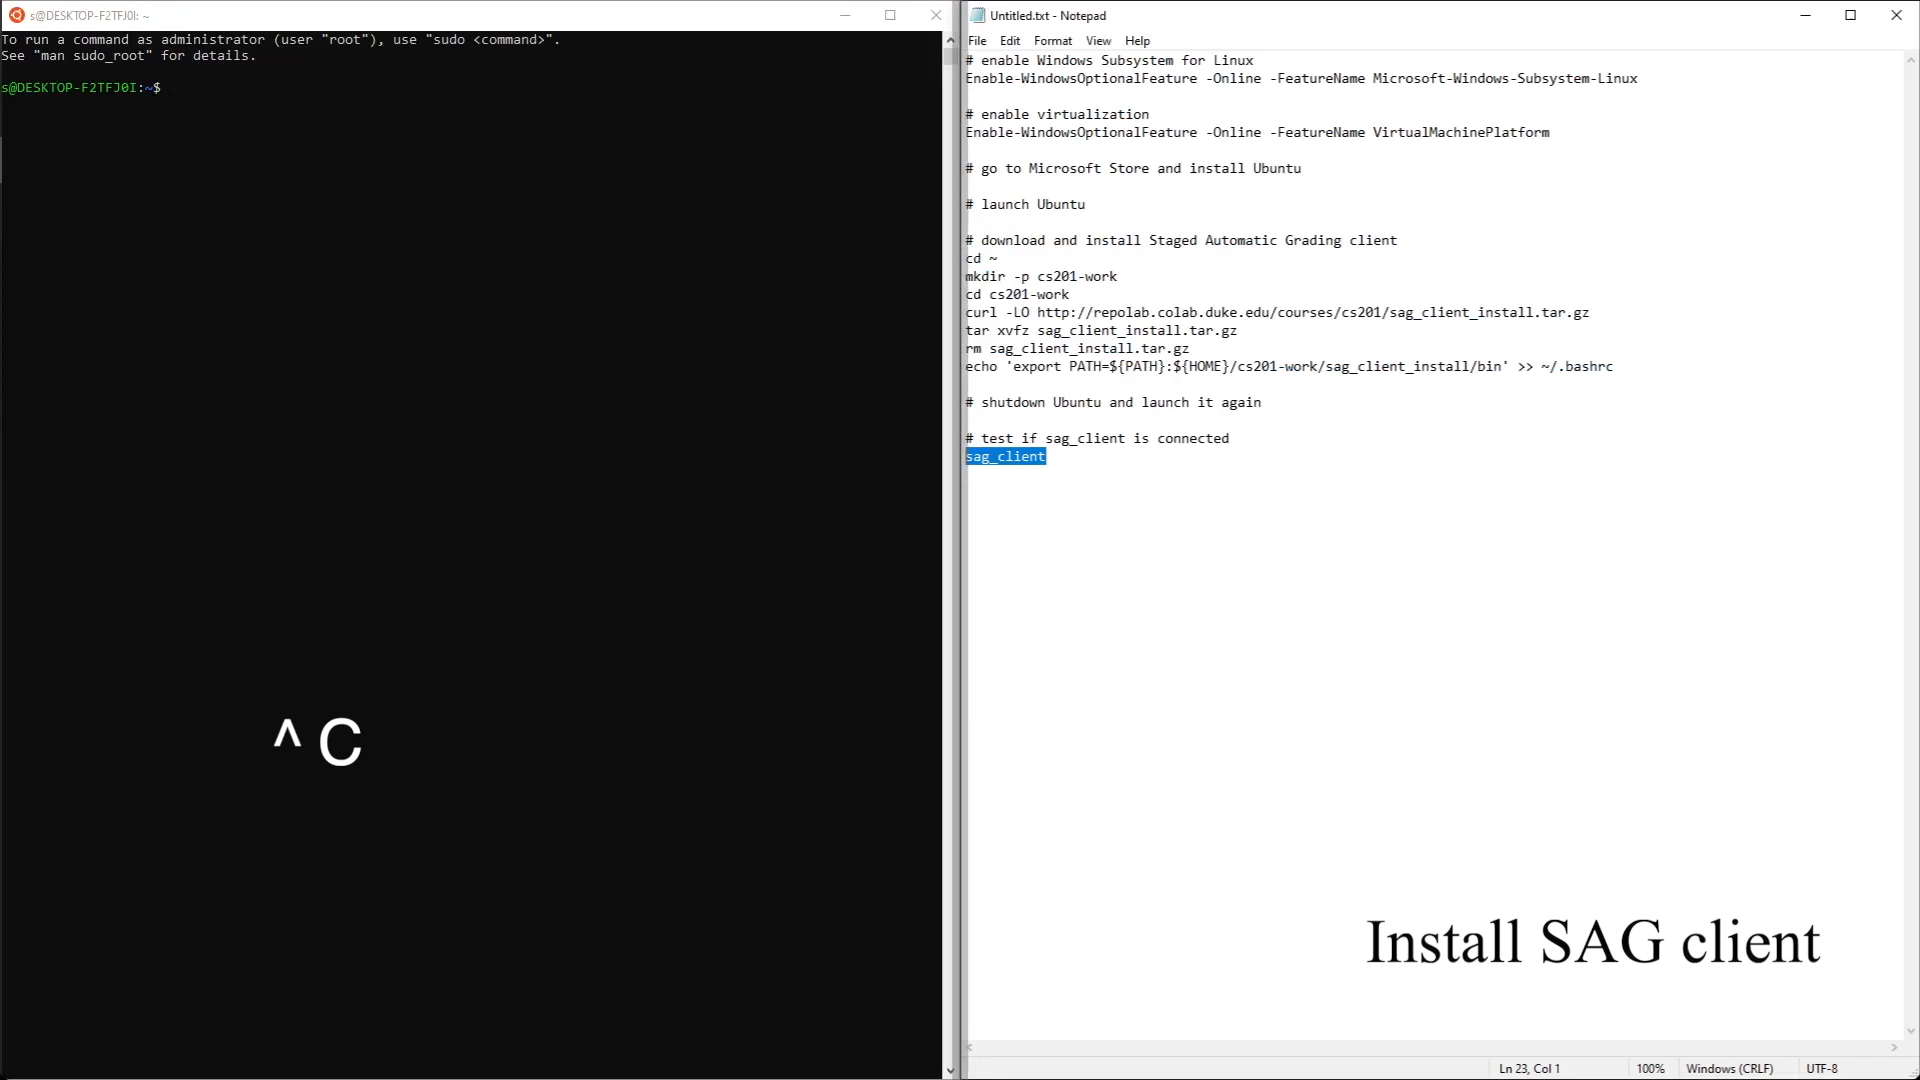 s@DESKTOP-F2TFJ0I: ~
To run a command as administrator (user "root"), use "sudo <command>".
See "man sudo_root" for details.
s@DESKTOP-F2TFJ0I:~$
^ C
Untitled.txt - Notepad
File Edit Format View Help
# enable Windows Subsystem for Linux
Enable-WindowsOptionalFeature -Online -FeatureName Microsoft-Windows-Subsystem-Linux
# enable virtualization
Enable-WindowsOptionalFeature -Online -FeatureName VirtualMachinePlatform
# go to Microsoft Store and install Ubuntu
# launch Ubuntu
# download and install Staged Automatic Grading client
cd ~
mkdir -p cs201-work
cd cs201-work
curl -LO http://repolab.colab.duke.edu/courses/cs201/sag_client_install.tar.gz
tar xvfz sag_client_install.tar.gz
rm sag_client_install.tar.gz
echo 'export PATH=${PATH}:${HOME}/cs201-work/sag_client_install/bin' >> ~/.bashrc
# shutdown Ubuntu and launch it again
# test if sag_client is connected
sag_client
Install SAG client
Ln 23, Col 1 100% Windows (CRLF) UTF-8